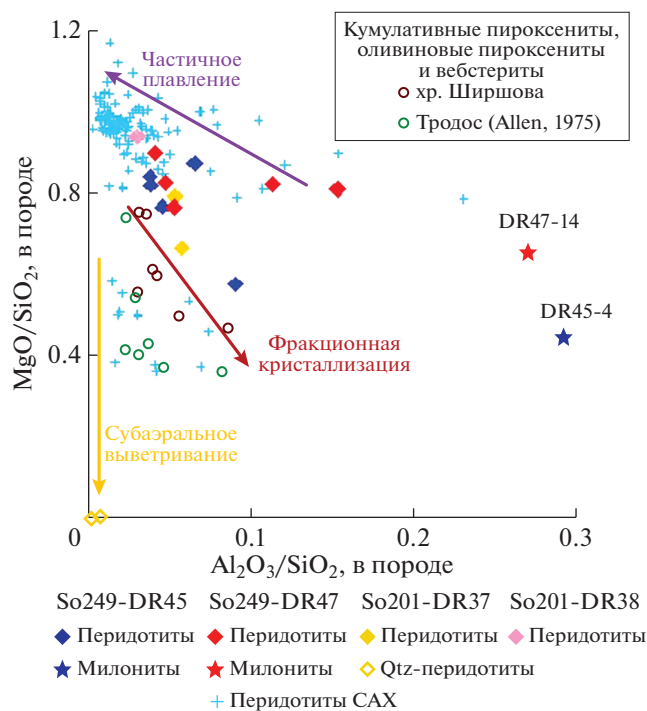 1.2
0.8
0.4
0
0.1
0.2
0.3
MgO/SiO₂, в породе
Al₂O₃/SiO₂, в породе
Частичное
плавление
Кумулативные пироксениты,
оливиновые пироксениты
и вебстериты
хр. Ширшова
Тродос (Allen, 1975)
DR47-14
DR45-4
Фракционная
кристаллизация
Субаэральное
выветривание
So249-DR45 So249-DR47 So201-DR37 So201-DR38
Перидотиты Перидотиты Перидотиты Перидотиты
Милониты Милониты Qtz-перидотиты
Перидотиты САХ